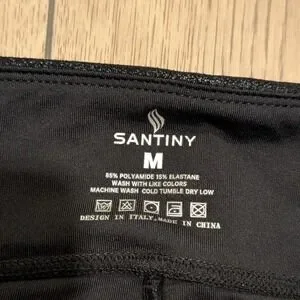 SANTINY
M
85% POLYAMIDE 15% ELASTANE
WASH WITH LIKE COLORS
MACHINE WASH COLD TUMBLE DRY LOW
DESIGN IN ITALY, MADE IN CHINA